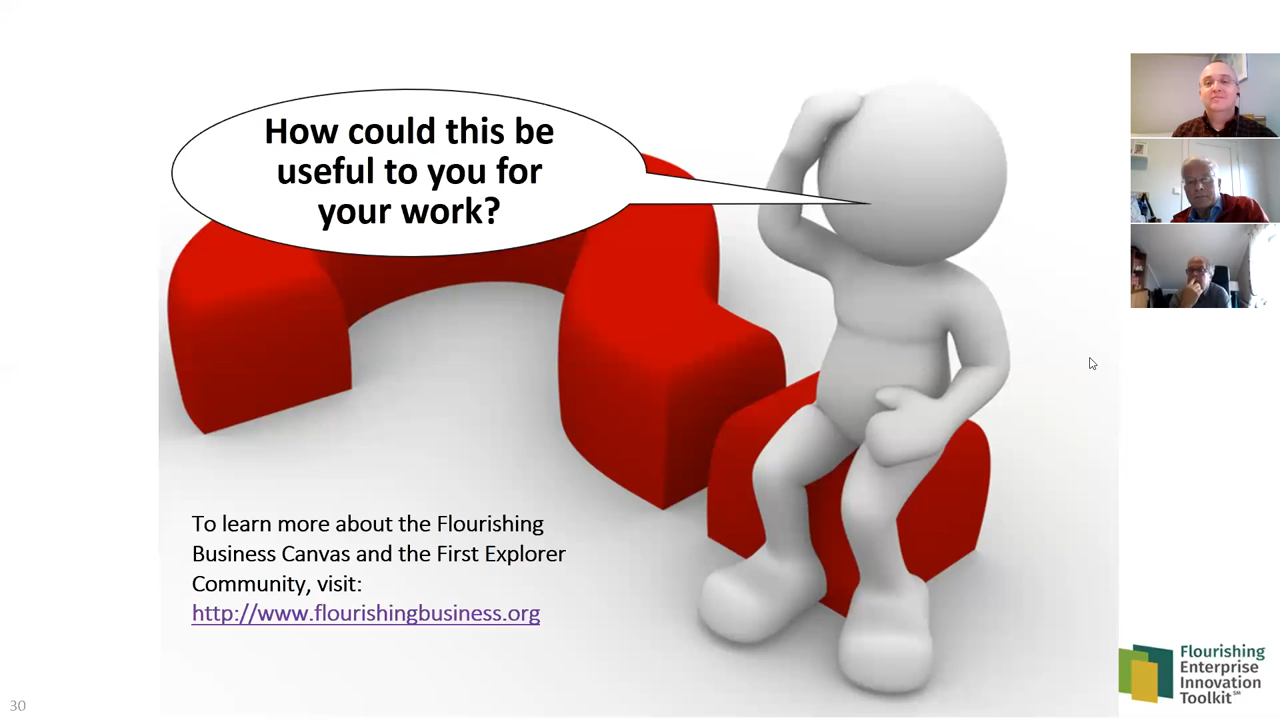 How could this be
useful to you for
your work?
To learn more about the Flourishing
Business Canvas and the First Explorer
Community, visit:
http://www.flourishingbusiness.org
Flourishing
Enterprise
Innovation
Toolkit℠
30